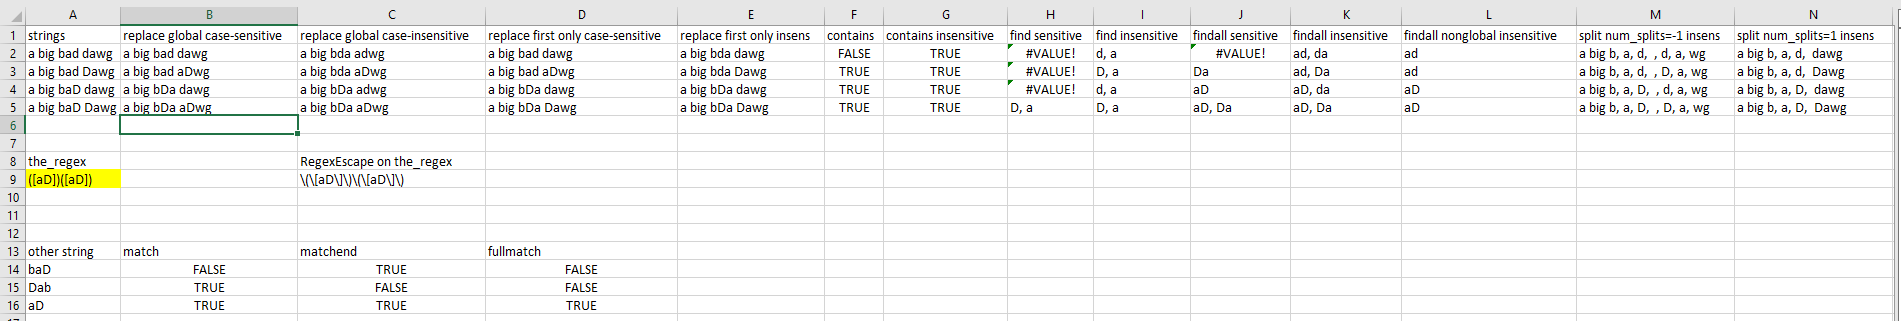 A B C D E F G H I J K L M N
1 strings replace global case-sensitive replace global case-insensitive replace first only case-sensitive replace first only insens contains contains insensitive find sensitive find insensitive findall sensitive findall insensitive findall nonglobal insensitive split num_splits=-1 insens split num_splits=1 insens
2 a big bad dawg a big bad dawg a big bda adwg a big bad dawg a big bda dawg FALSE TRUE #VALUE! d, a #VALUE! ad, da ad a big b, a, d, , d, a, wg a big b, a, d, dawg
3 a big bad Dawg a big bad aDwg a big bda aDwg a big bad aDwg a big bda Dawg TRUE TRUE #VALUE! D, a Da ad, Da ad a big b, a, d, , D, a, wg a big b, a, d, Dawg
4 a big baD dawg a big bDa dawg a big bDa adwg a big bDa dawg a big bDa dawg TRUE TRUE #VALUE! d, a aD aD, da aD a big b, a, D, , d, a, wg a big b, a, D, dawg
5 a big baD Dawg a big bDa aDwg a big bDa aDwg a big bDa Dawg a big bDa Dawg TRUE TRUE D, a D, a aD, Da aD, Da aD a big b, a, D, , D, a, wg a big b, a, D, Dawg
6
7
8 the_regex RegexEscape on the_regex
9 ([aD])([aD]) \(\[aD\]\)\(\[aD\]\)
10
11
12
13 other string match matchend fullmatch
14 baD FALSE TRUE FALSE
15 Dab TRUE FALSE FALSE
16 aD TRUE TRUE TRUE